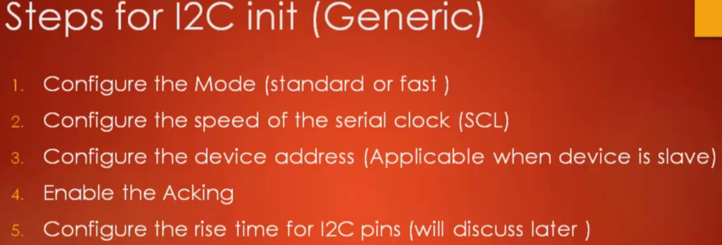 Steps for I2C init (Generic)
1. Configure the Mode (standard or fast )
2. Configure the speed of the serial clock (SCL)
3. Configure the device address (Applicable when device is slave)
4. Enable the Acking
5. Configure the rise time for I2C pins (will discuss later )